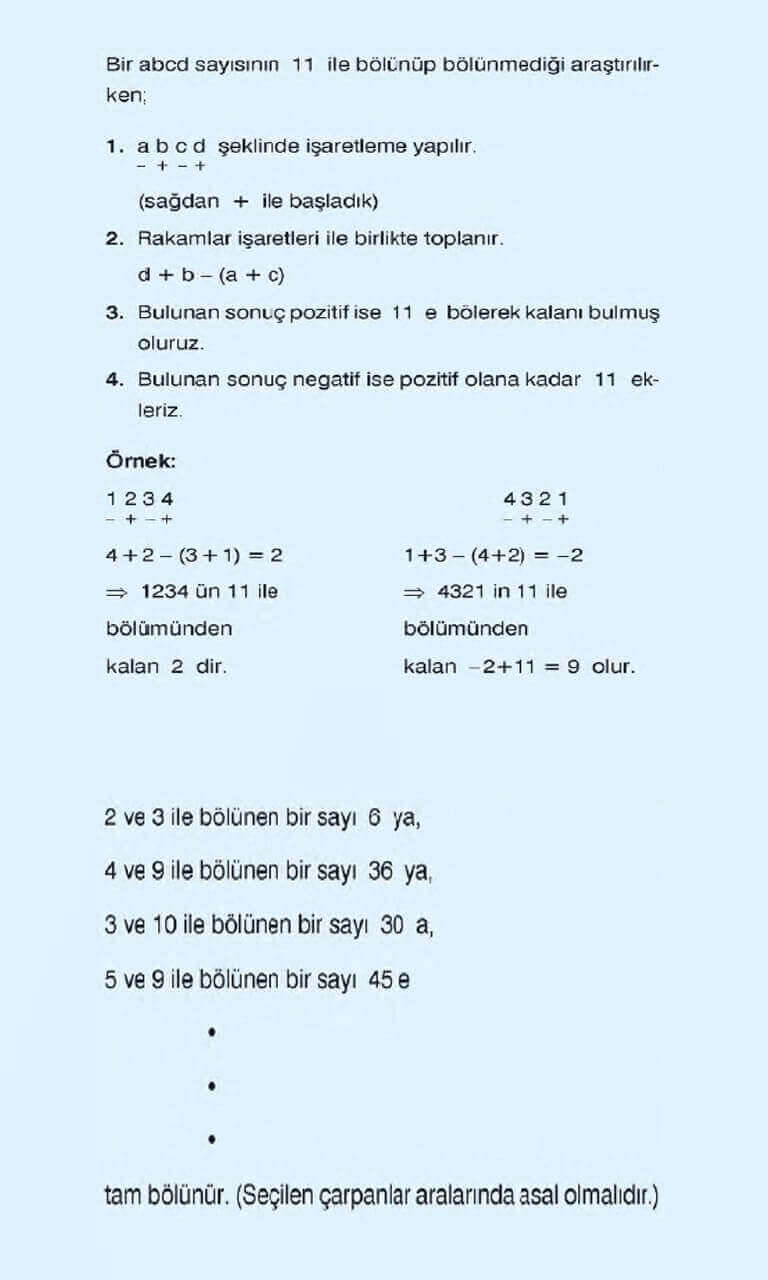 Bir abcd sayısının 11 ile bölünüp bölünmediği araştırılır-
ken;
1. a b c d şeklinde işaretleme yapılır.
– + – +
(sağdan + ile başladık)
2. Rakamlar işaretleri ile birlikte toplanır.
d + b – (a + c)
3. Bulunan sonuç pozitif ise 11 e bölerek kalanı bulmuş
oluruz.
4. Bulunan sonuç negatif ise pozitif olana kadar 11 ek-
leriz.
Örnek:
1 2 3 4
– + – +
4 + 2 – (3 + 1) = 2
⇒ 1234 ün 11 ile
bölümünden
kalan 2 dir.
4 3 2 1
– + – +
1+3 – (4+2) = –2
⇒ 4321 in 11 ile
bölümünden
kalan –2+11 = 9 olur.
2 ve 3 ile bölünen bir sayı 6 ya,
4 ve 9 ile bölünen bir sayı 36 ya,
3 ve 10 ile bölünen bir sayı 30 a,
5 ve 9 ile bölünen bir sayı 45 e
•
•
•
tam bölünür. (Seçilen çarpanlar aralarında asal olmalıdır.)